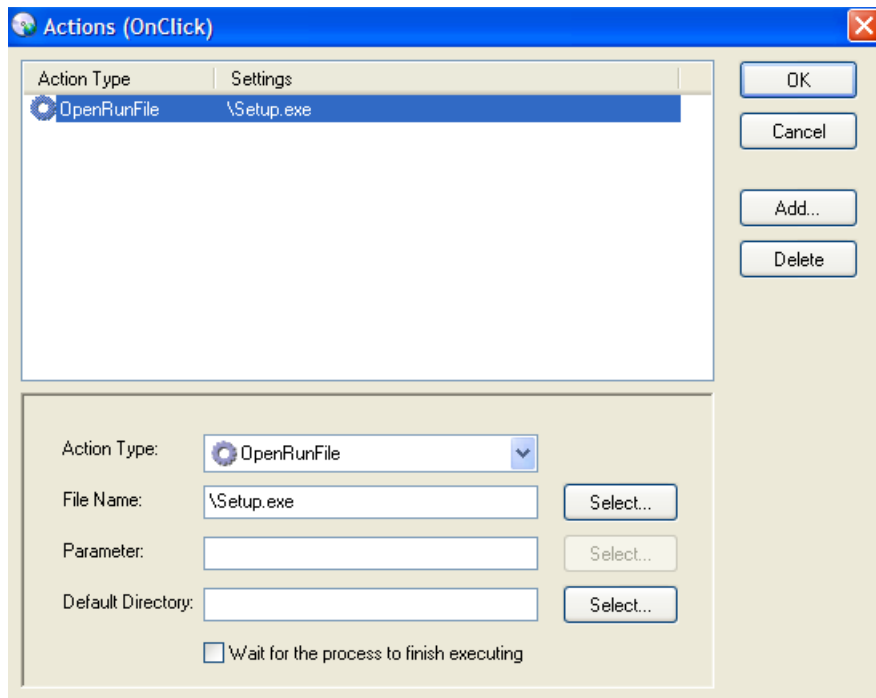 Actions (OnClick)
Action Type Settings
OpenRunFile \Setup.exe
OK
Cancel
Add...
Delete
Action Type: OpenRunFile
File Name: \Setup.exe Select...
Parameter: Select...
Default Directory: Select...
Wait for the process to finish executing